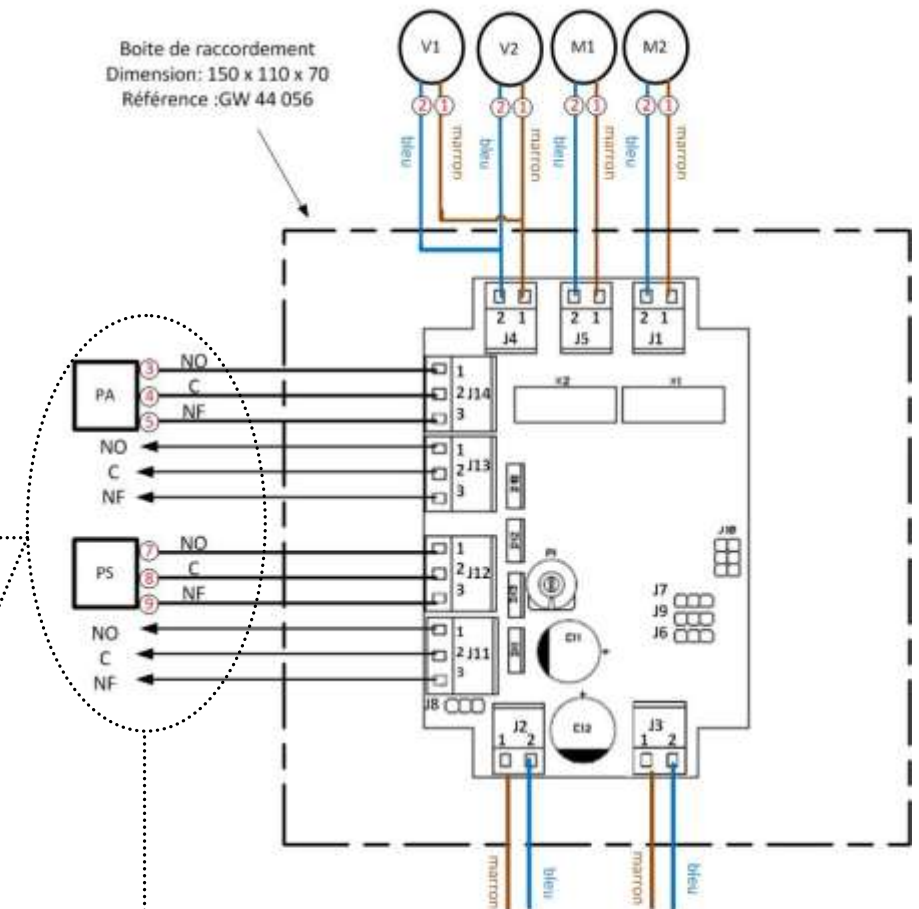 Boite de raccordement
Dimension: 150 x 110 x 70
Référence :GW 44 056
V1 V2 M1 M2
2 1 2 1 2 1 2 1
bleu marron bleu marron bleu marron bleu marron
2 1 2 1 2 1
J4 J5 J1
PA
3 NO 1
4 C 2 J14
5 NF 3
NO 1
C 2 J13
NF 3
PS
7 NO 1
8 C 2 J12
9 NF 3
NO 1
C 2 J11
NF 3
P1
J10
J7
J9
J6
J8
J2 J3
1 2 1 2
marron bleu marron bleu